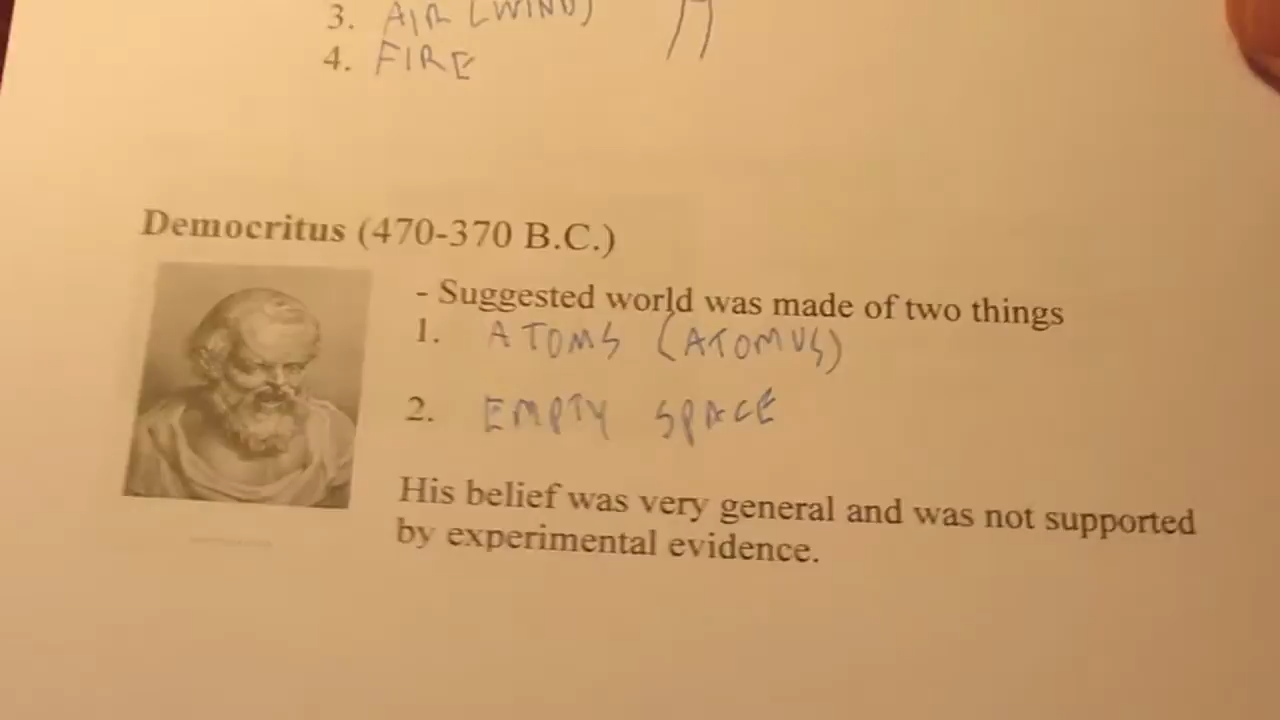 3. AIR (WIND)
4. FIRE
Democritus (470-370 B.C.)
- Suggested world was made of two things
1. ATOMS (ATOMUS)
2. EMPTY SPACE
His belief was very general and was not supported
by experimental evidence.